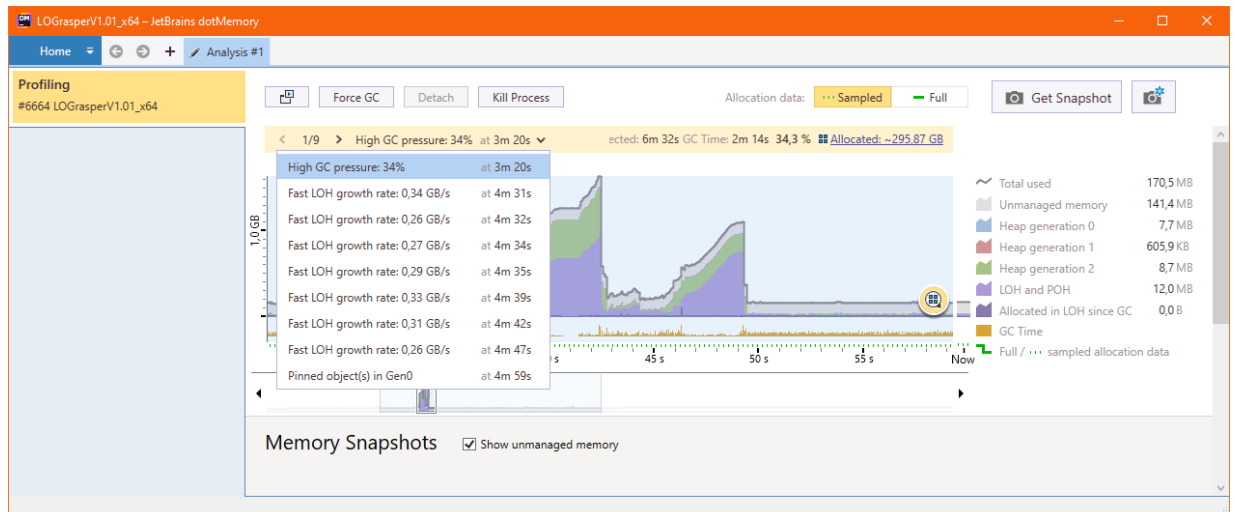 LOGrasperV1.01_x64 – JetBrains dotMemory
Home
Analysis #1
Profiling
#6664 LOGrasperV1.01_x64
Force GC Detach Kill Process Allocation data: Sampled Full Get Snapshot
1/9 High GC pressure: 34% at 3m 20s ected: 6m 32s GC Time: 2m 14s 34,3 % Allocated: ~295,87 GB
High GC pressure: 34% at 3m 20s
Fast LOH growth rate: 0,34 GB/s at 4m 31s
Fast LOH growth rate: 0,26 GB/s at 4m 32s
Fast LOH growth rate: 0,27 GB/s at 4m 34s
Fast LOH growth rate: 0,29 GB/s at 4m 35s
Fast LOH growth rate: 0,33 GB/s at 4m 39s
Fast LOH growth rate: 0,31 GB/s at 4m 42s
Fast LOH growth rate: 0,26 GB/s at 4m 47s
Pinned object(s) in Gen0 at 4m 59s
1,0 GB
s 45 s 50 s 55 s Now
Total used 170,5 MB
Unmanaged memory 141,4 MB
Heap generation 0 7,7 MB
Heap generation 1 605,9 KB
Heap generation 2 8,7 MB
LOH and POH 12,0 MB
Allocated in LOH since GC 0,0 B
GC Time
Full / sampled allocation data
Memory Snapshots Show unmanaged memory